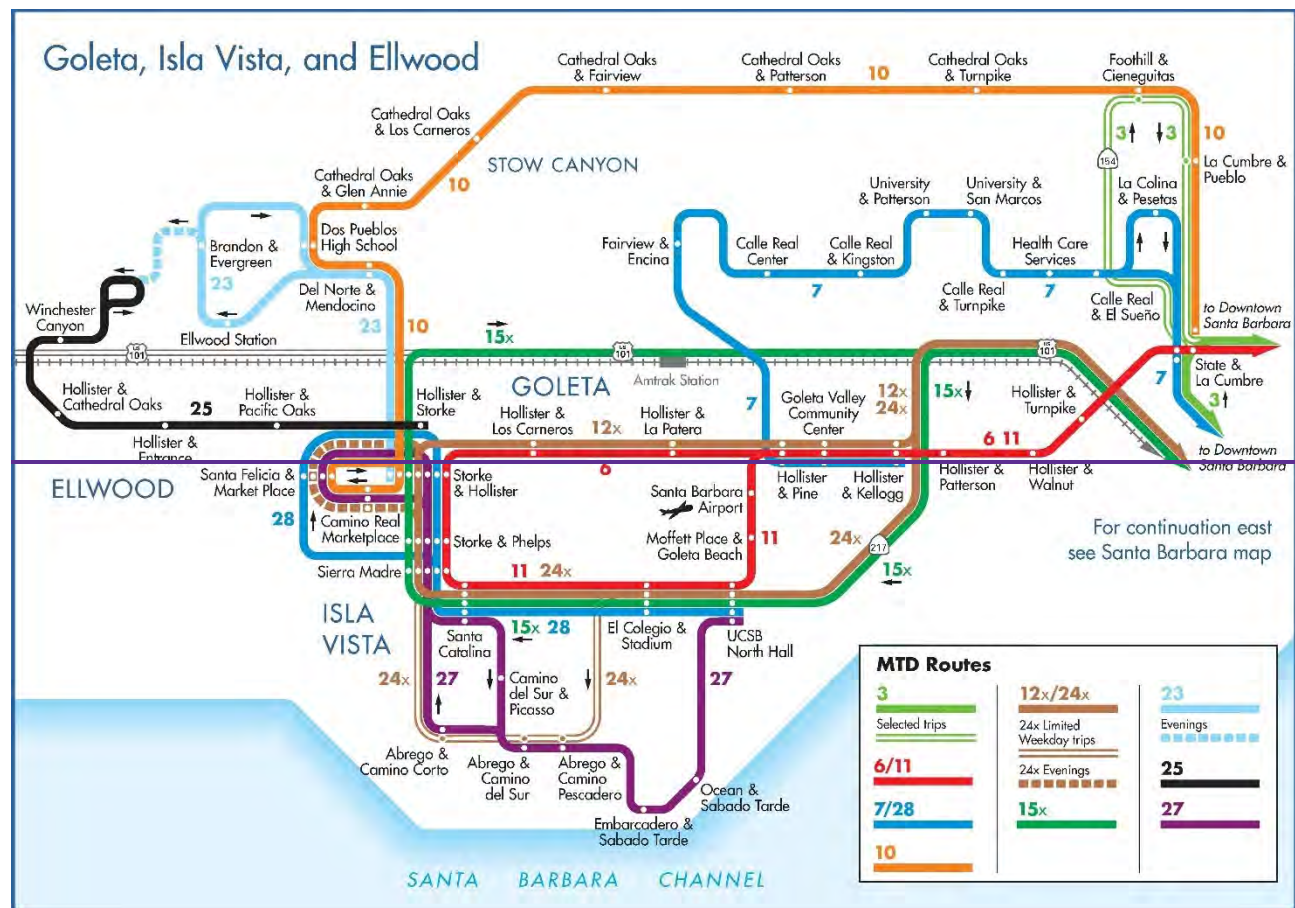 Goleta, Isla Vista, and Ellwood
Cathedral Oaks
& Fairview
Cathedral Oaks
& Patterson
10
Cathedral Oaks
& Turnpike
Foothill &
Cieneguitas
Cathedral Oaks
& Los Carneros
3
3
10
154
STOW CANYON
La Cumbre &
Pueblo
Cathedral Oaks
& Glen Annie
10
University
& Patterson
University &
San Marcos
La Colina
& Pesetas
Dos Pueblos
High School
Brandon &
Evergreen
23
Fairview &
Encina
Calle Real
Center
Calle Real
& Kingston
Health Care
Services
7
7
Calle Real
& Turnpike
Calle Real
& El Sueño
Del Norte &
Mendocino
Winchester
Canyon
to Downtown
Santa Barbara
Ellwood Station
23
10
15x
US
101
US
101
US
101
Amtrak Station
7
State &
La Cumbre
3
GOLETA
Hollister &
Cathedral Oaks
25
Hollister &
Pacific Oaks
Hollister &
Storke
Hollister &
Los Carneros
12x
Hollister &
La Patera
7
Goleta Valley
Community
Center
12x
24x
15x
Hollister &
Turnpike
Hollister &
Entrance
6
6 11
to Downtown
Santa Barbara
ELLWOOD
Santa Felicia &
Market Place
Storke
& Hollister
Santa Barbara
Airport
Hollister
& Pine
Hollister
& Kellogg
Hollister &
Patterson
Hollister &
Walnut
28
Camino Real
Marketplace
Storke & Phelps
Moffett Place &
Goleta Beach
11
24x
217
For continuation east
see Santa Barbara map
Sierra Madre
11 24x
15x
ISLA
VISTA
Santa
Catalina
15x 28
El Colegio &
Stadium
UCSB
North Hall
24x
27
Camino
del Sur &
Picasso
24x
27
Abrego &
Camino Corto
Abrego &
Camino
del Sur
Abrego &
Camino
Pescadero
Ocean &
Sabado Tarde
Embarcadero &
Sabado Tarde
SANTA BARBARA CHANNEL
MTD Routes
3
Selected trips
6/11
7/28
10
12x/24x
24x Limited
Weekday trips
24x Evenings
15x
23
Evenings
25
27